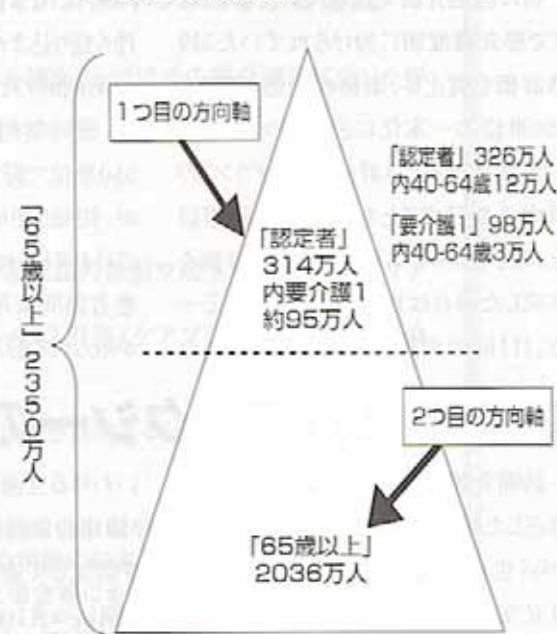 1つ目の方向軸
「認定者」326万人
内40-64歳12万人
「要介護1」98万人
内40-64歳3万人
「認定者」
314万人
内要介護1
約95万人
「65歳以上」2350万人
2つ目の方向軸
「65歳以上」
2036万人